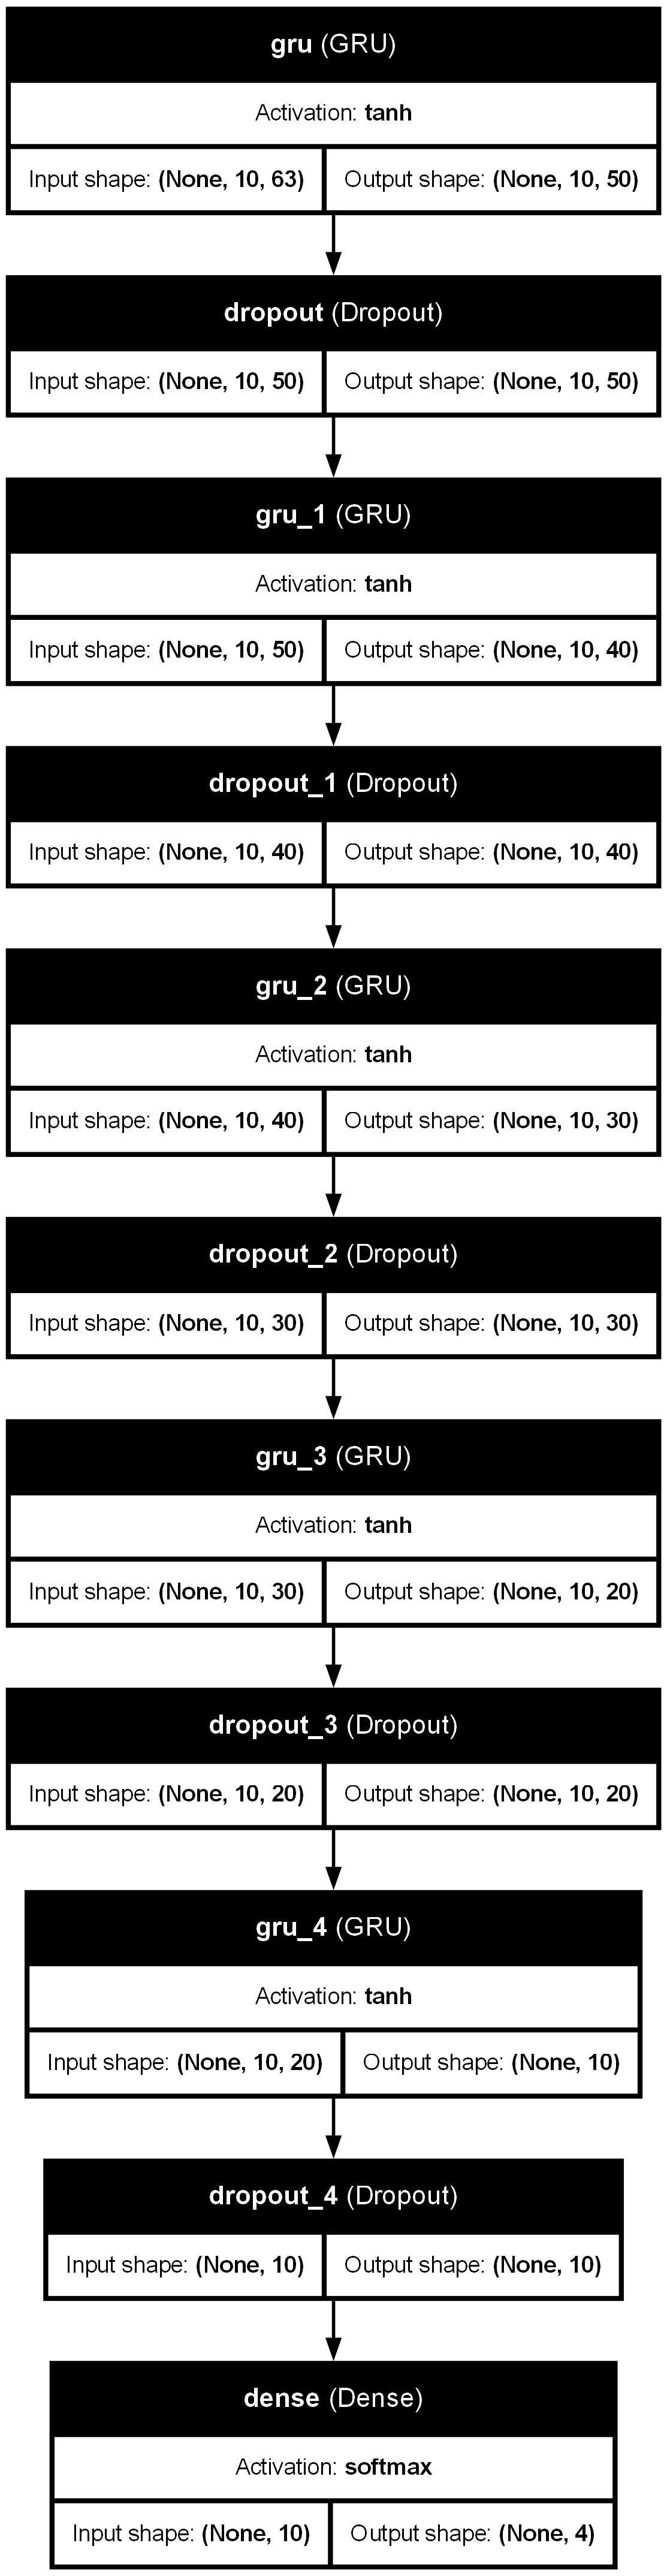 gru (GRU)
Activation: tanh
Input shape: (None, 10, 63) Output shape: (None, 10, 50)
dropout (Dropout)
Input shape: (None, 10, 50) Output shape: (None, 10, 50)
gru_1 (GRU)
Activation: tanh
Input shape: (None, 10, 50) Output shape: (None, 10, 40)
dropout_1 (Dropout)
Input shape: (None, 10, 40) Output shape: (None, 10, 40)
gru_2 (GRU)
Activation: tanh
Input shape: (None, 10, 40) Output shape: (None, 10, 30)
dropout_2 (Dropout)
Input shape: (None, 10, 30) Output shape: (None, 10, 30)
gru_3 (GRU)
Activation: tanh
Input shape: (None, 10, 30) Output shape: (None, 10, 20)
dropout_3 (Dropout)
Input shape: (None, 10, 20) Output shape: (None, 10, 20)
gru_4 (GRU)
Activation: tanh
Input shape: (None, 10, 20) Output shape: (None, 10)
dropout_4 (Dropout)
Input shape: (None, 10) Output shape: (None, 10)
dense (Dense)
Activation: softmax
Input shape: (None, 10) Output shape: (None, 4)